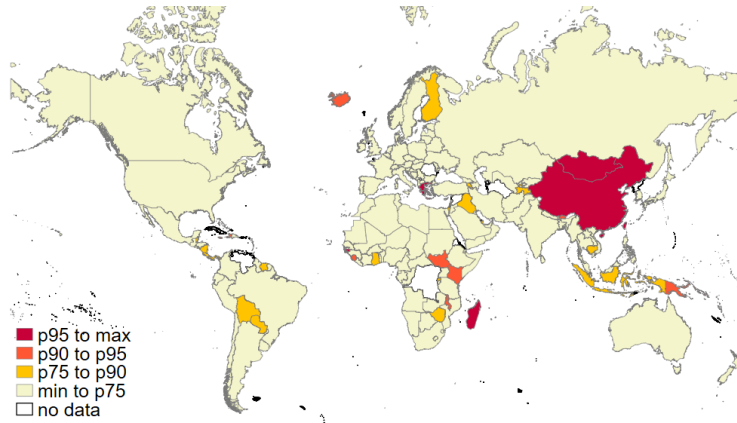 p95 to max
p90 to p95
p75 to p90
min to p75
no data